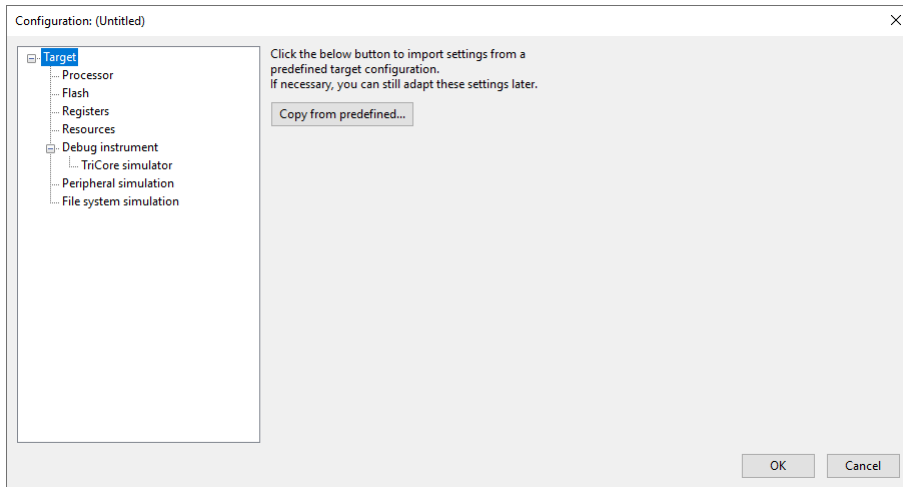 Configuration: (Untitled)
Target
Processor
Flash
Registers
Resources
Debug instrument
TriCore simulator
Peripheral simulation
File system simulation
Click the below button to import settings from a
predefined target configuration.
If necessary, you can still adapt these settings later.
Copy from predefined...
OK
Cancel